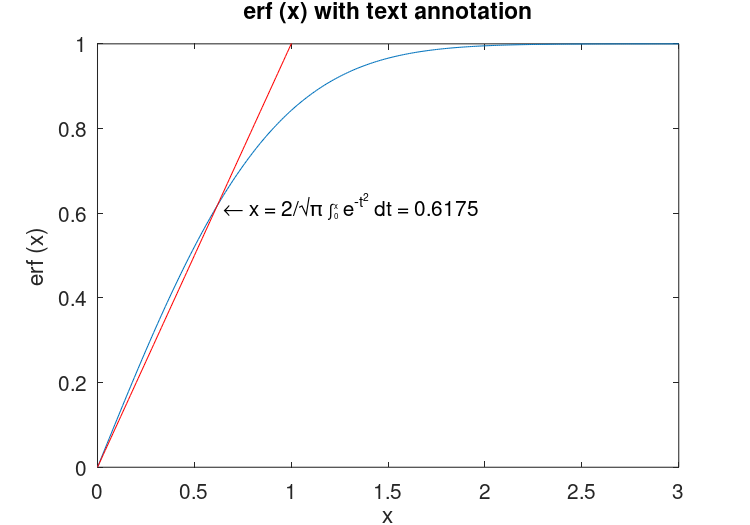 erf (x) with text annotation
1
0.8
0.6
0.4
0.2
0
erf (x)
← x = 2/√π ∫₀ˣ e^-t² dt = 0.6175
0 0.5 1 1.5 2 2.5 3
x